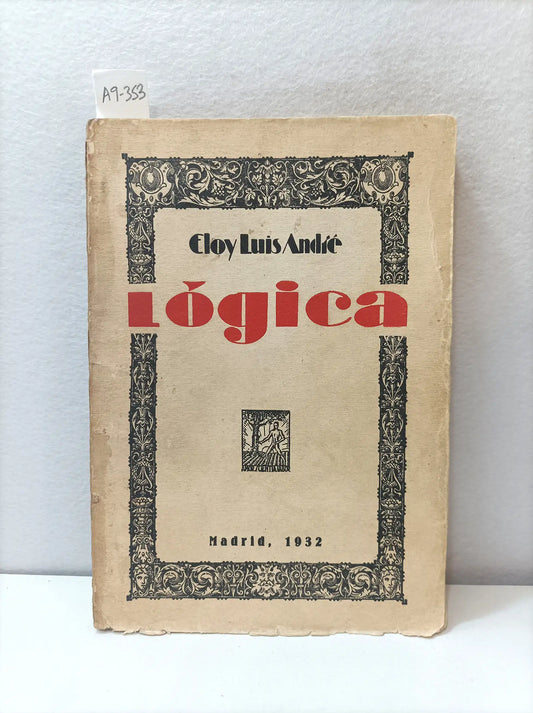 A9-353
Eloy Luis André
Lógica
Madrid, 1932